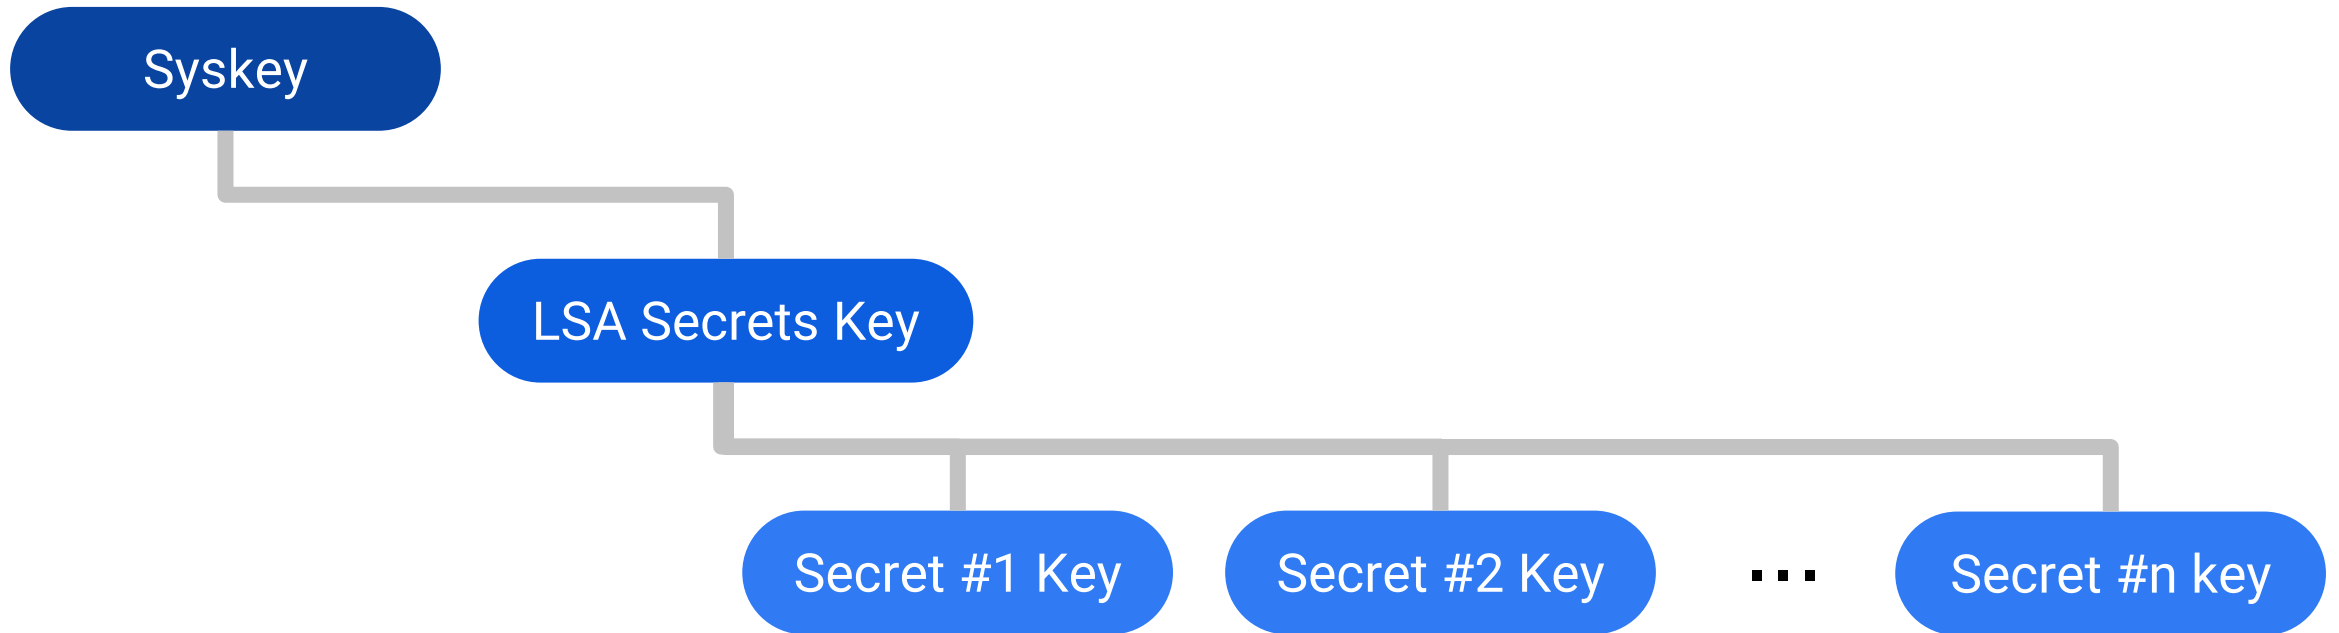 Syskey
LSA Secrets Key
Secret #1 Key
Secret #2 Key
...
Secret #n key